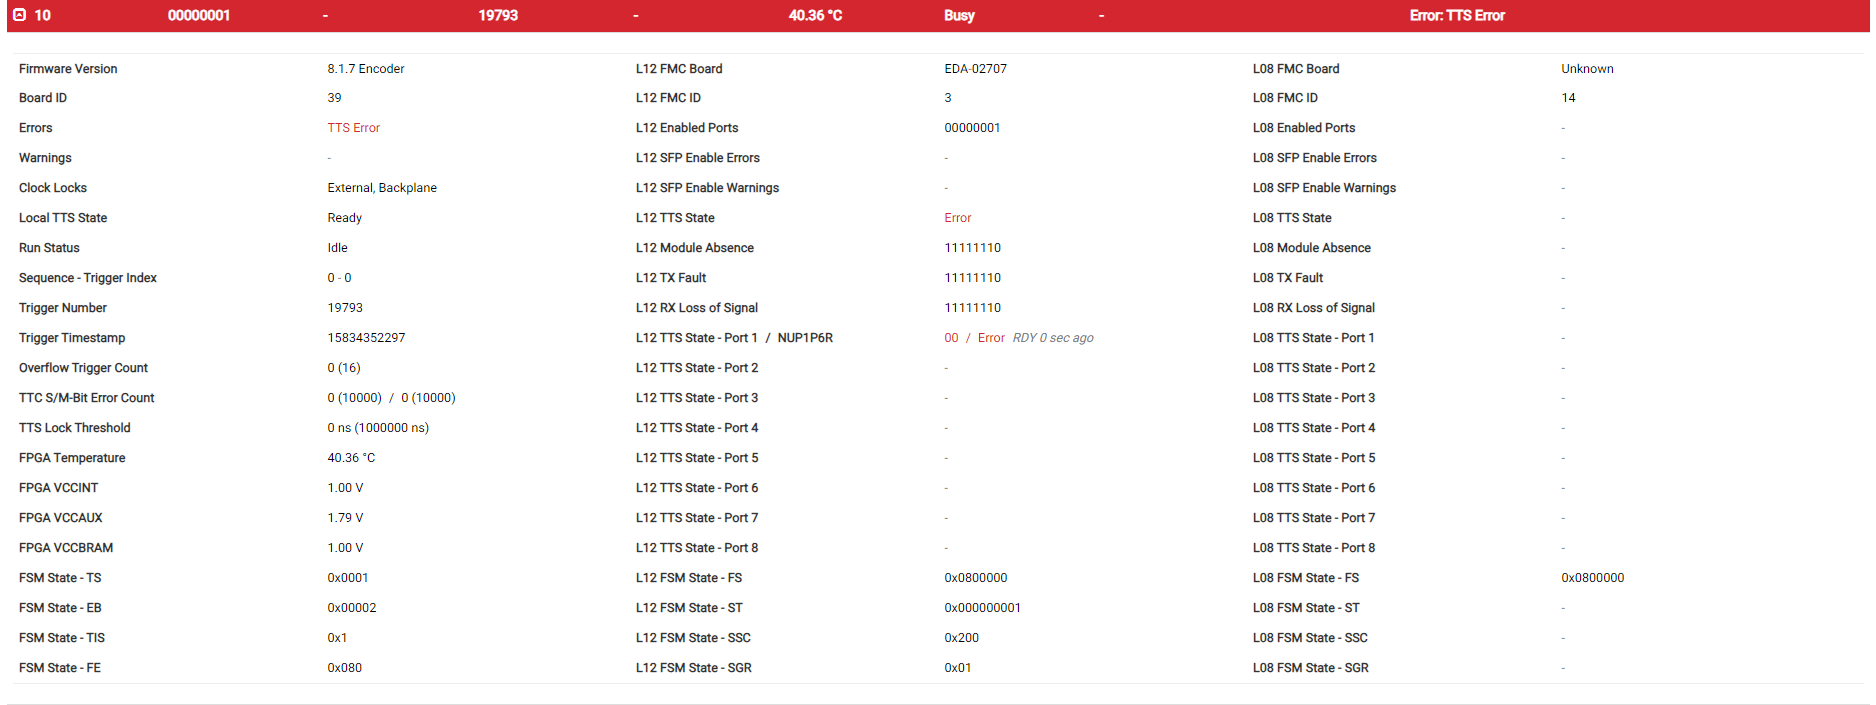 10 00000001 - 19793 - 40.36 °C Busy - Error: TTS Error
Firmware Version 8.1.7 Encoder L12 FMC Board EDA-02707 L08 FMC Board Unknown
Board ID 39 L12 FMC ID 3 L08 FMC ID 14
Errors TTS Error L12 Enabled Ports 00000001 L08 Enabled Ports -
Warnings - L12 SFP Enable Errors - L08 SFP Enable Errors -
Clock Locks External, Backplane L12 SFP Enable Warnings - L08 SFP Enable Warnings -
Local TTS State Ready L12 TTS State Error L08 TTS State -
Run Status Idle L12 Module Absence 11111110 L08 Module Absence -
Sequence - Trigger Index 0 - 0 L12 TX Fault 11111110 L08 TX Fault -
Trigger Number 19793 L12 RX Loss of Signal 11111110 L08 RX Loss of Signal -
Trigger Timestamp 15834352297 L12 TTS State - Port 1 / NUP1P6R 00 / Error RDY 0 sec ago L08 TTS State - Port 1 -
Overflow Trigger Count 0 (16) L12 TTS State - Port 2 - L08 TTS State - Port 2 -
TTC S/M-Bit Error Count 0 (10000) / 0 (10000) L12 TTS State - Port 3 - L08 TTS State - Port 3 -
TTS Lock Threshold 0 ns (1000000 ns) L12 TTS State - Port 4 - L08 TTS State - Port 4 -
FPGA Temperature 40.36 °C L12 TTS State - Port 5 - L08 TTS State - Port 5 -
FPGA VCCINT 1.00 V L12 TTS State - Port 6 - L08 TTS State - Port 6 -
FPGA VCCAUX 1.79 V L12 TTS State - Port 7 - L08 TTS State - Port 7 -
FPGA VCCBRAM 1.00 V L12 TTS State - Port 8 - L08 TTS State - Port 8 -
FSM State - TS 0x0001 L12 FSM State - FS 0x0800000 L08 FSM State - FS 0x0800000
FSM State - EB 0x00002 L12 FSM State - ST 0x000000001 L08 FSM State - ST -
FSM State - TIS 0x1 L12 FSM State - SSC 0x200 L08 FSM State - SSC -
FSM State - FE 0x080 L12 FSM State - SGR 0x01 L08 FSM State - SGR -